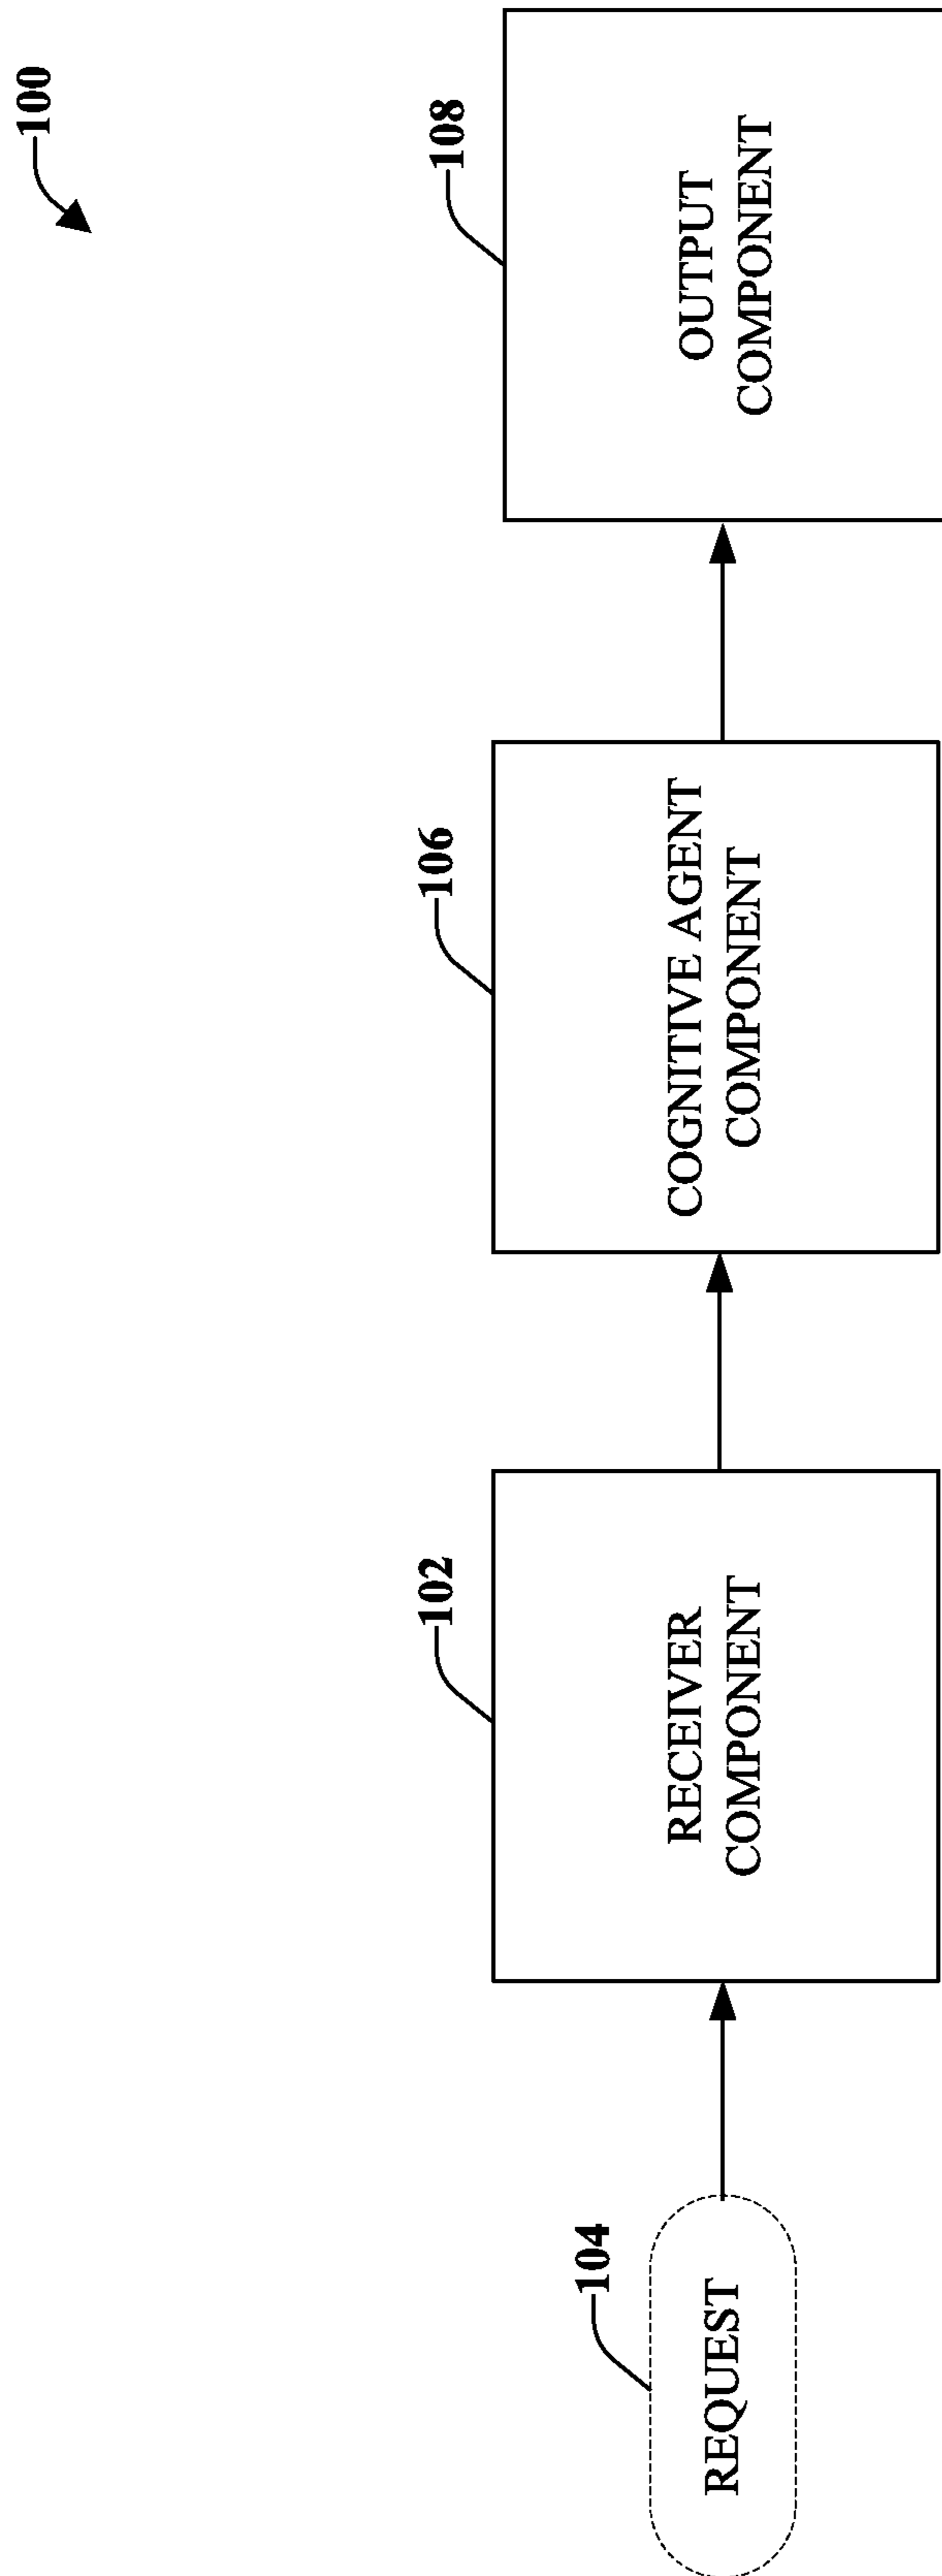 100
104
REQUEST
102
RECEIVER
COMPONENT
106
COGNITIVE AGENT
COMPONENT
108
OUTPUT
COMPONENT